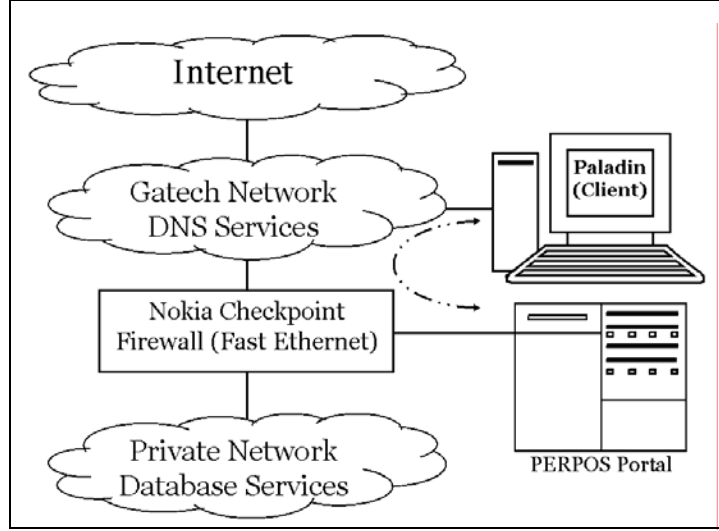 Internet
Gatech Network
DNS Services
Paladin
(Client)
Nokia Checkpoint
Firewall (Fast Ethernet)
Private Network
Database Services
PERPOS Portal